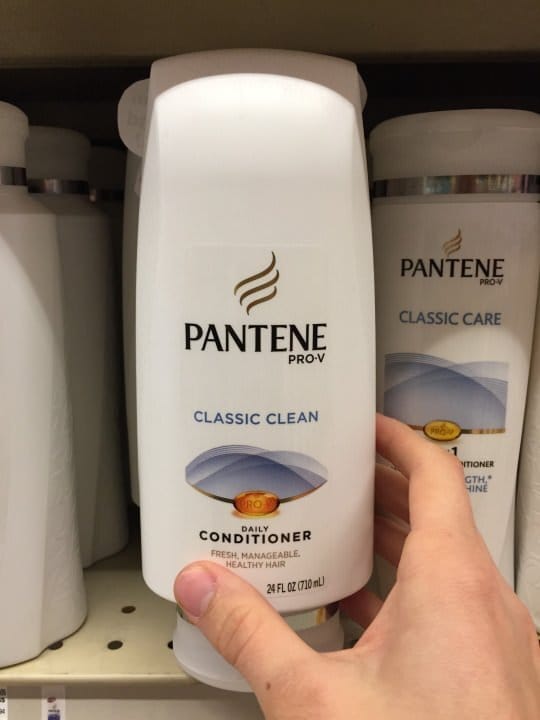 PANTENE
PRO-V
CLASSIC CLEAN
PRO-V
DAILY
CONDITIONER
FRESH, MANAGEABLE,
HEALTHY HAIR
24 FL OZ (710 mL)
PANTENE
PRO-V
CLASSIC CARE
PRO-V